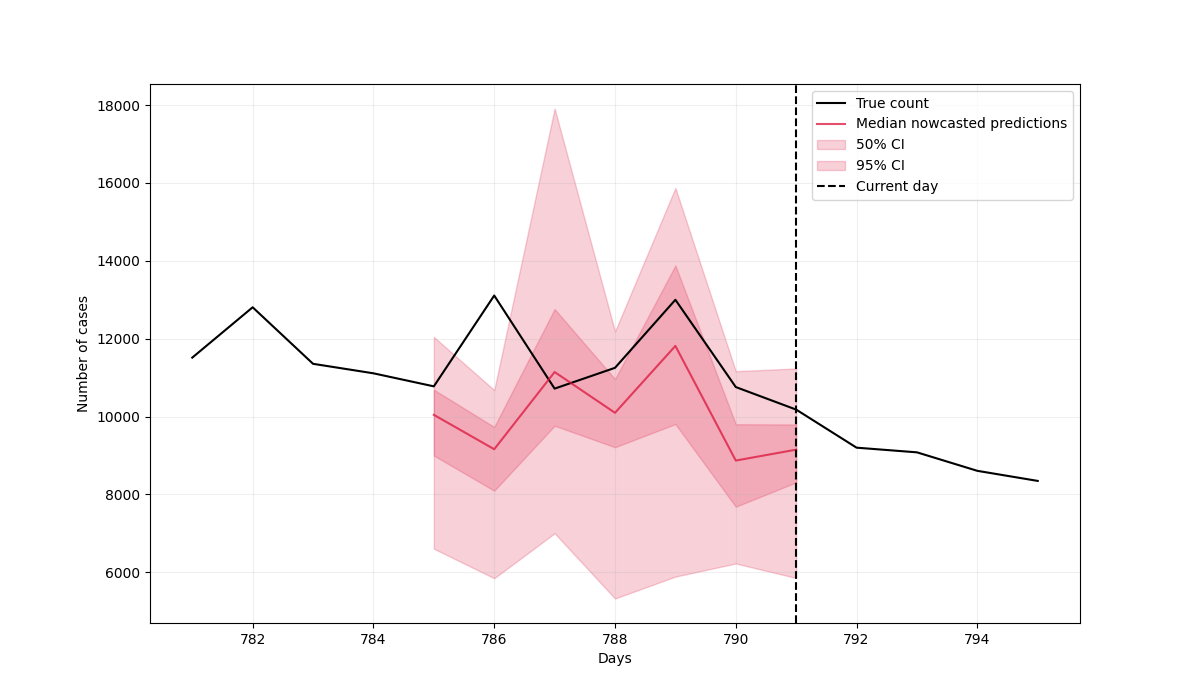 18000
16000
14000
12000
10000
8000
6000
Number of cases
782 784 786 788 790 792 794
Days
True count
Median nowcasted predictions
50% CI
95% CI
Current day